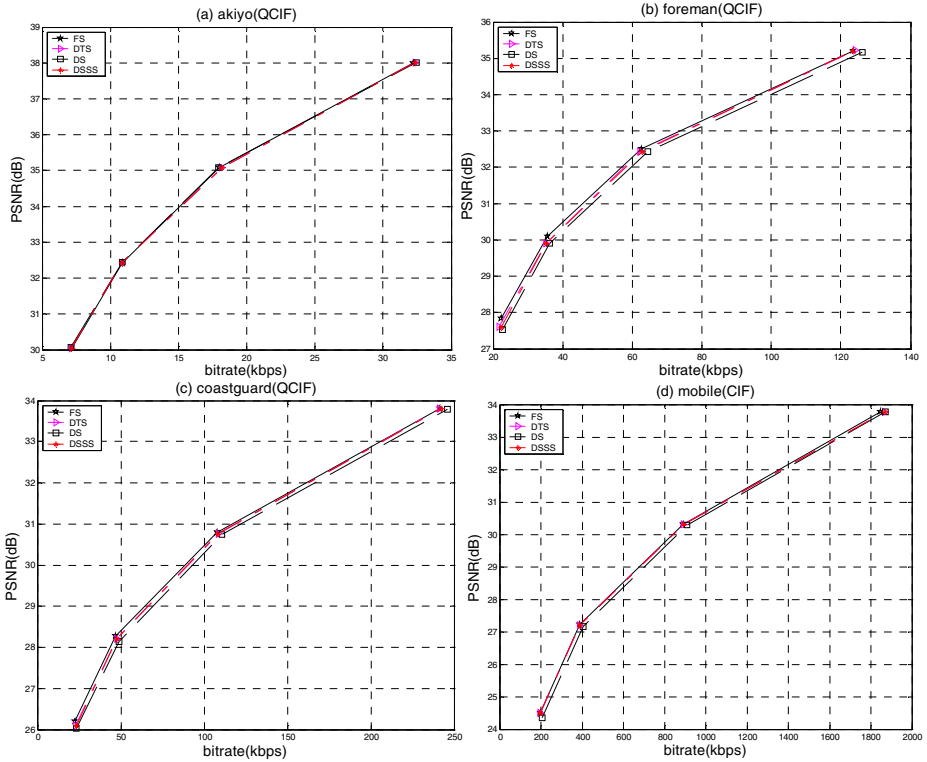 (a) akiyo(QCIF)
39
38
37
36
35
34
33
32
31
30
5 10 15 20 25 30 35
PSNR(dB)
bitrate(kbps)
FS
DTS
DS
DSSS
(b) foreman(QCIF)
36
35
34
33
32
31
30
29
28
27
20 40 60 80 100 120 140
PSNR(dB)
bitrate(kbps)
FS
DTS
DS
DSSS
(c) coastguard(QCIF)
34
33
32
31
30
29
28
27
26
0 50 100 150 200 250
PSNR(dB)
bitrate(kbps)
FS
DTS
DS
DSSS
(d) mobile(CIF)
34
33
32
31
30
29
28
27
26
25
24
0 200 400 600 800 1000 1200 1400 1600 1800 2000
PSNR(dB)
bitrate(kbps)
FS
DTS
DS
DSSS